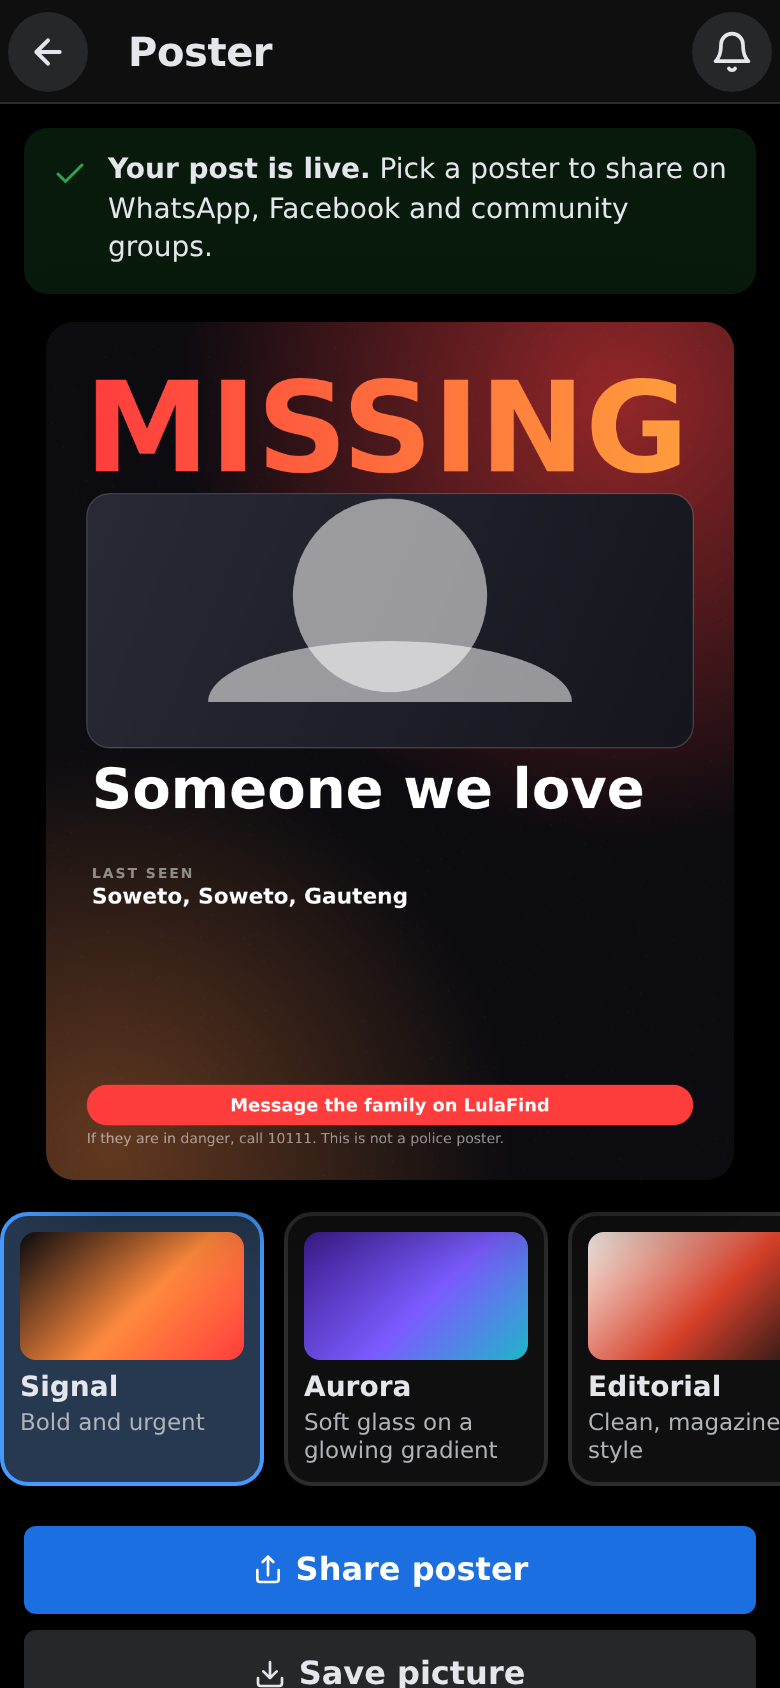 Poster
Your post is live. Pick a poster to share on
WhatsApp, Facebook and community
groups.
MISSING
Someone we love
LAST SEEN
Soweto, Soweto, Gauteng
Message the family on LulaFind
If they are in danger, call 10111. This is not a police poster.
Signal
Bold and urgent
Aurora
Soft glass on a
glowing gradient
Editorial
Clean, magazine
style
Share poster
Save picture